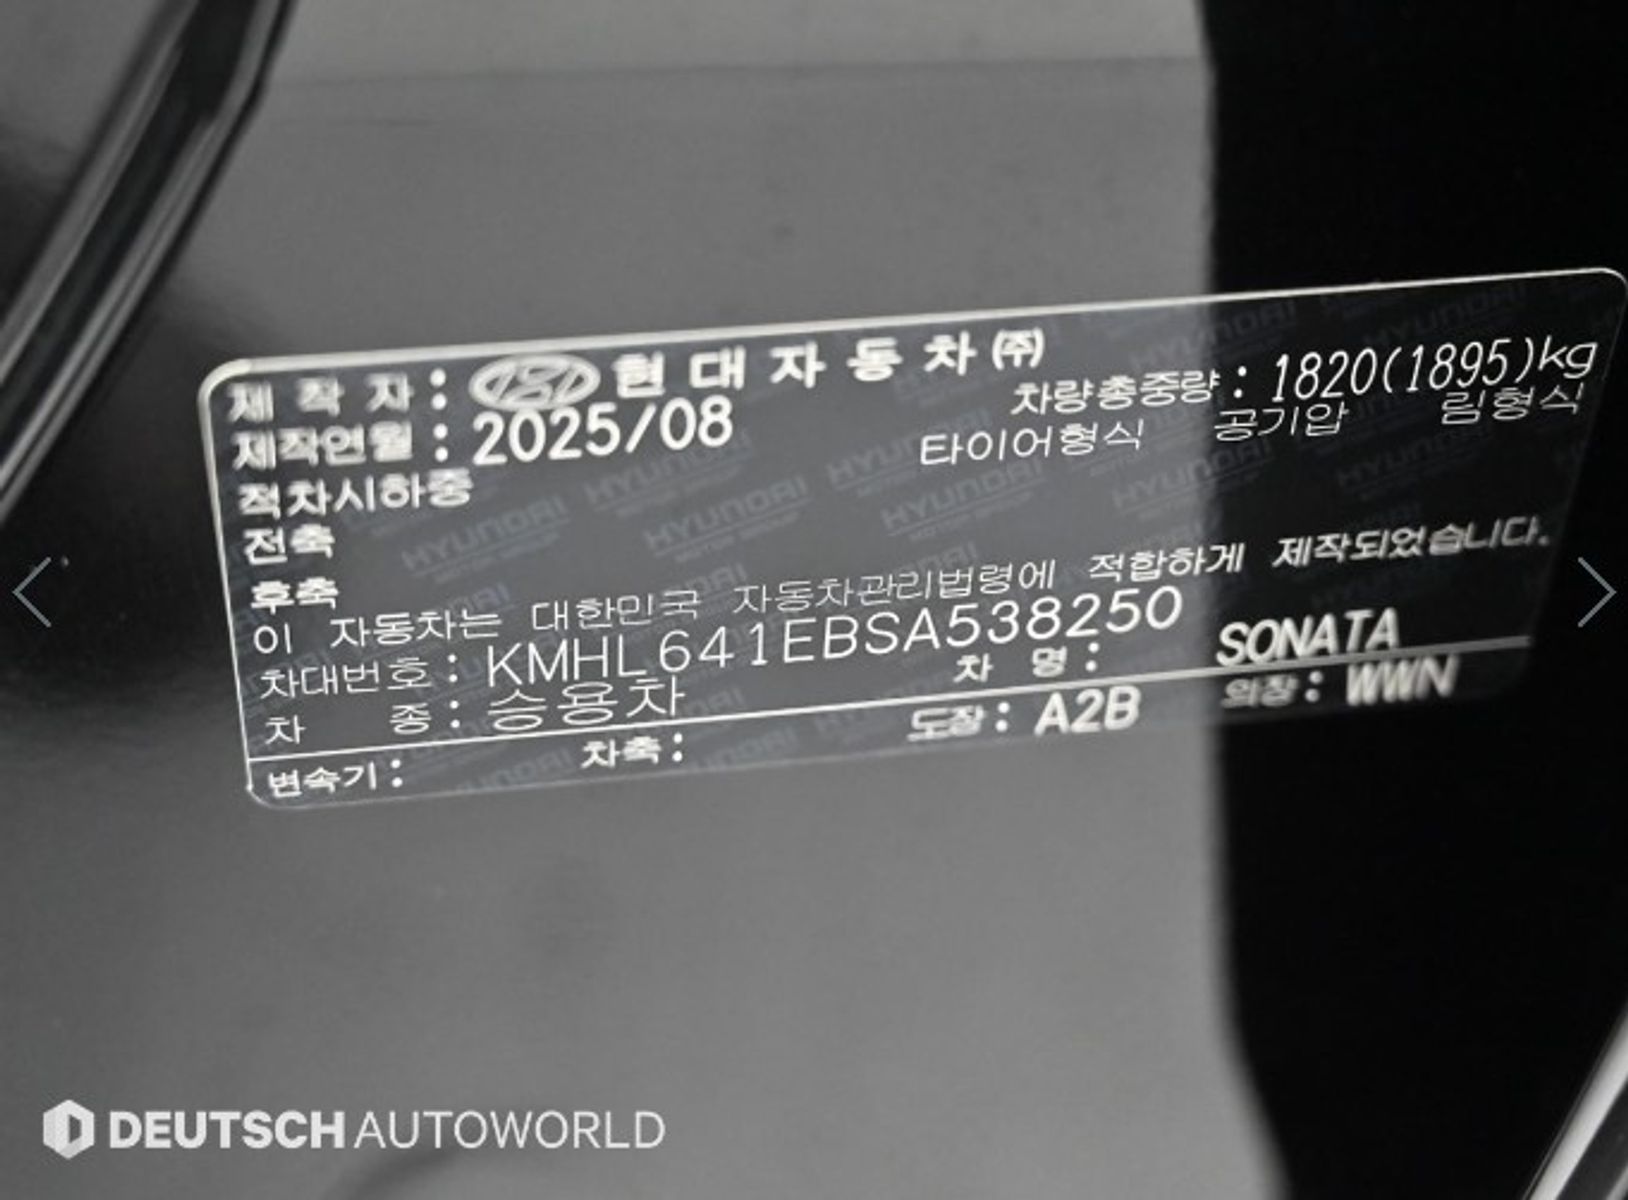 제 작 자 : 현 대 자 동 차 ㈜
제작연월 : 2025/08
차량총중량 : 1820(1895)kg
적차시하중 타이어형식 공기압 림형식
전축
후축
이 자동차는 대한민국 자동차관리법령에 적합하게 제작되었습니다.
차대번호 : KMHL641EBSA538250
차 종 : 승용차 차 명 : SONATA
변속기 : 차축 : 도장 : A2B 의장 : WWN
HYUNDAI MOTOR GROUP
DEUTSCH AUTOWORLD